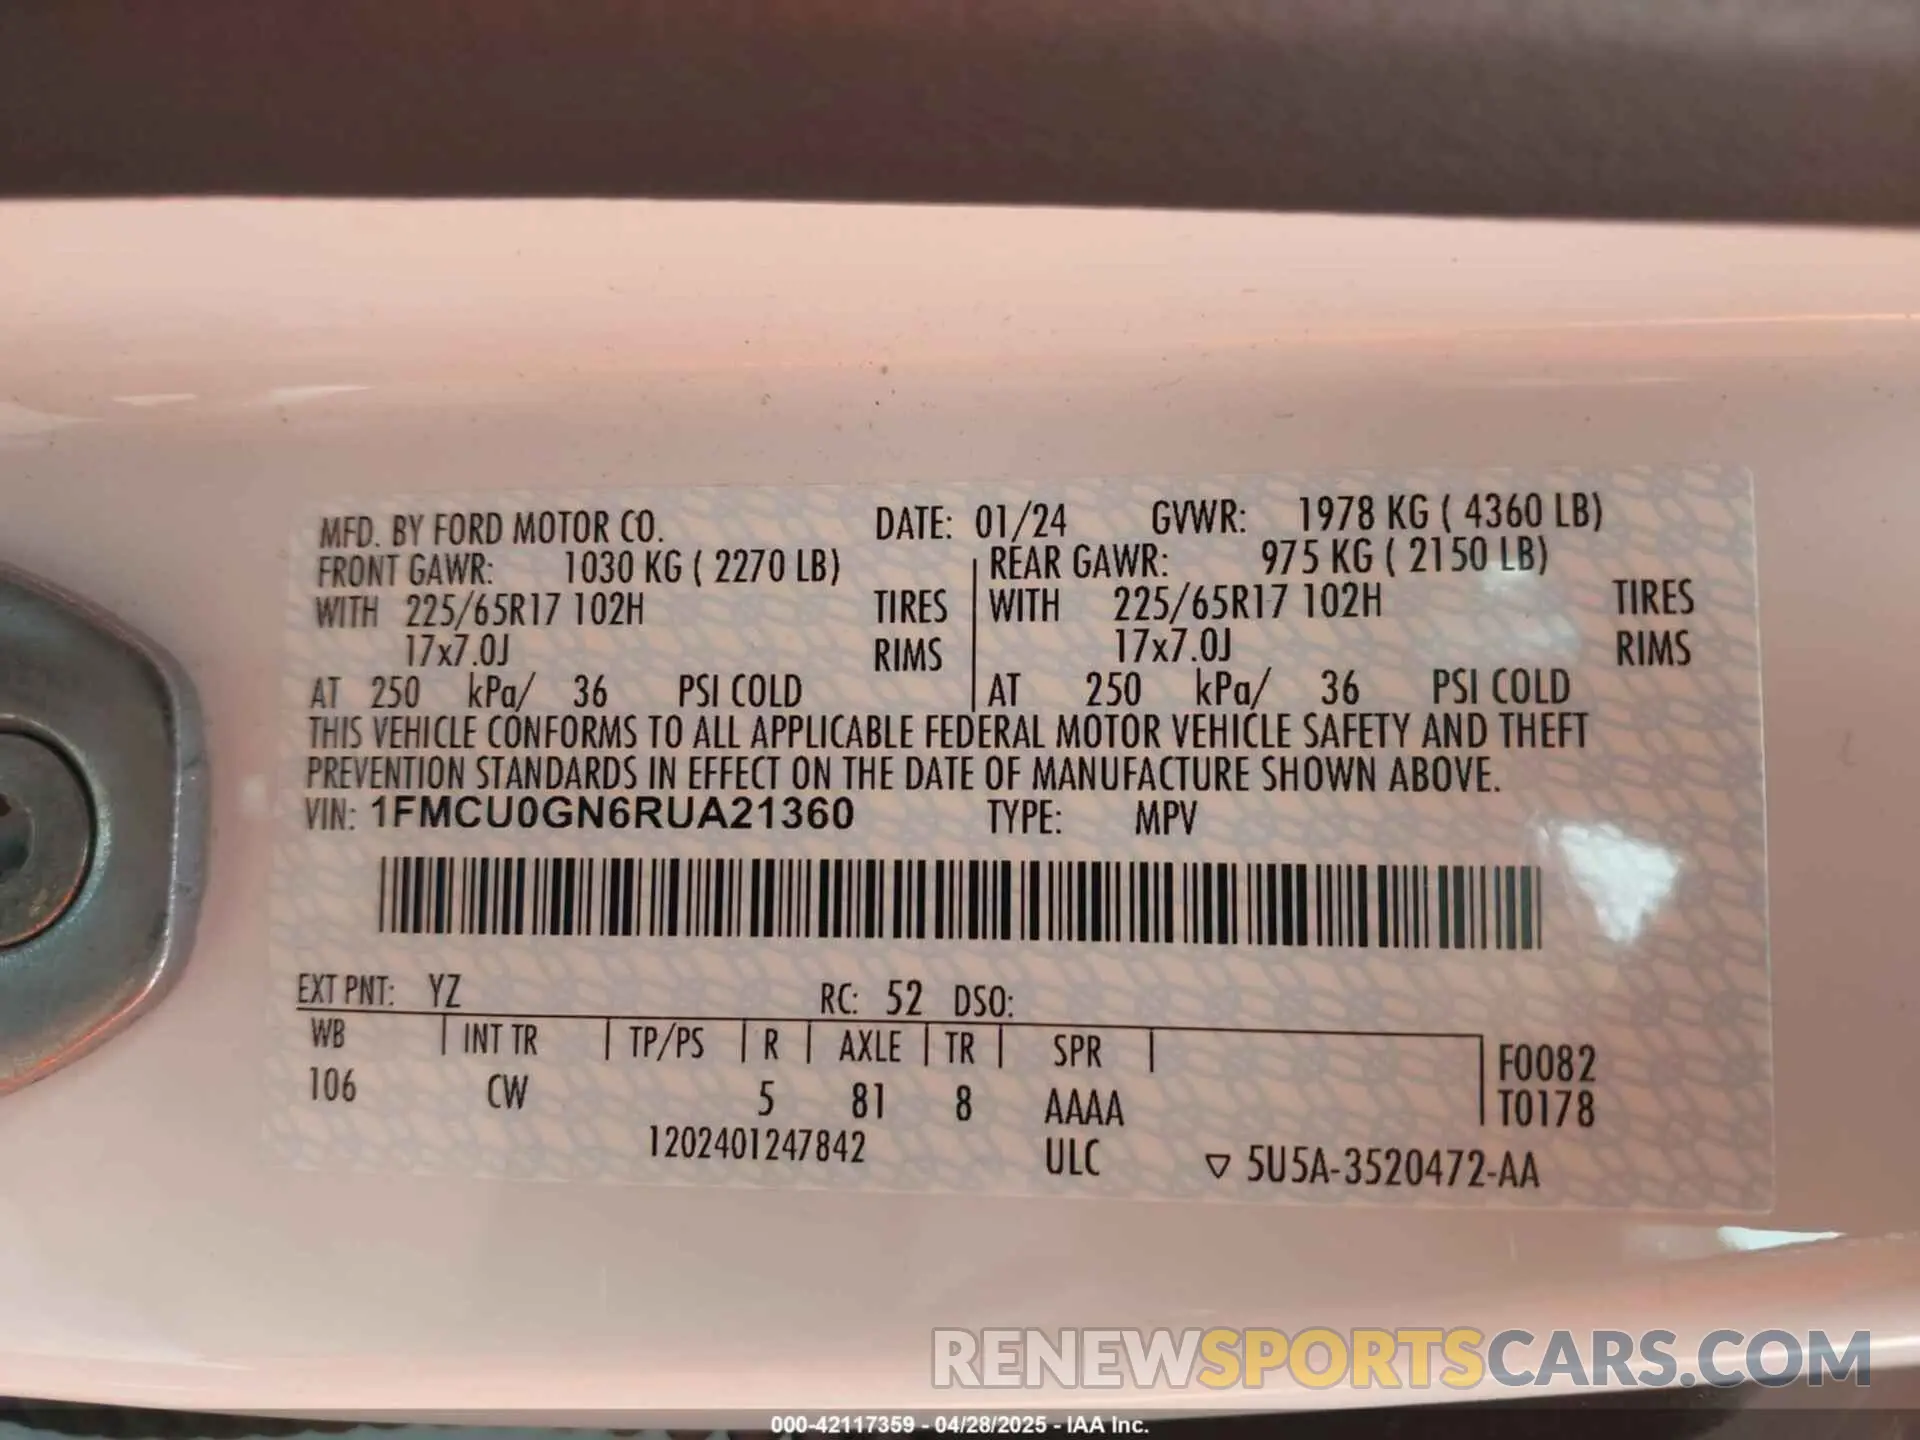 MFD. BY FORD MOTOR CO. DATE: 01/24 GVWR: 1978 KG ( 4360 LB)
FRONT GAWR: 1030 KG ( 2270 LB) REAR GAWR: 975 KG ( 2150 LB)
WITH 225/65R17 102H TIRES WITH 225/65R17 102H TIRES
17x7.0J RIMS 17x7.0J RIMS
AT 250 kPa/ 36 PSI COLD AT 250 kPa/ 36 PSI COLD
THIS VEHICLE CONFORMS TO ALL APPLICABLE FEDERAL MOTOR VEHICLE SAFETY AND THEFT
PREVENTION STANDARDS IN EFFECT ON THE DATE OF MANUFACTURE SHOWN ABOVE.
VIN: 1FMCU0GN6RUA21360 TYPE: MPV
EXT PNT: YZ RC: 52 DSO:
WB INT TR TP/PS R AXLE TR SPR F0082
106 CW 5 81 8 AAAA T0178
1202401247842 ULC ▽ 5U5A-3520472-AA
RENEWSPORTSCARS.COM
000-42117359 - 04/28/2025 - IAA Inc.